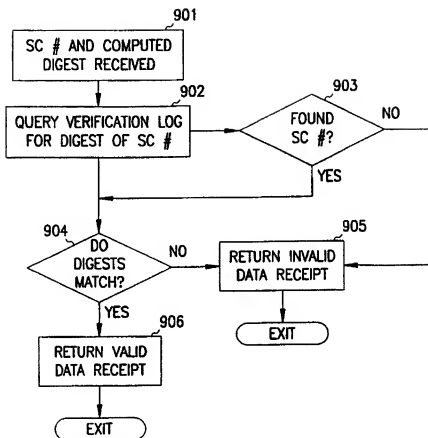 901
SC # AND COMPUTED
DIGEST RECEIVED
902
QUERY VERIFICATION LOG
FOR DIGEST OF SC #
903
FOUND
SC #?
NO
YES
904
DO
DIGESTS
MATCH?
NO
YES
905
RETURN INVALID
DATA RECEIPT
EXIT
906
RETURN VALID
DATA RECEIPT
EXIT